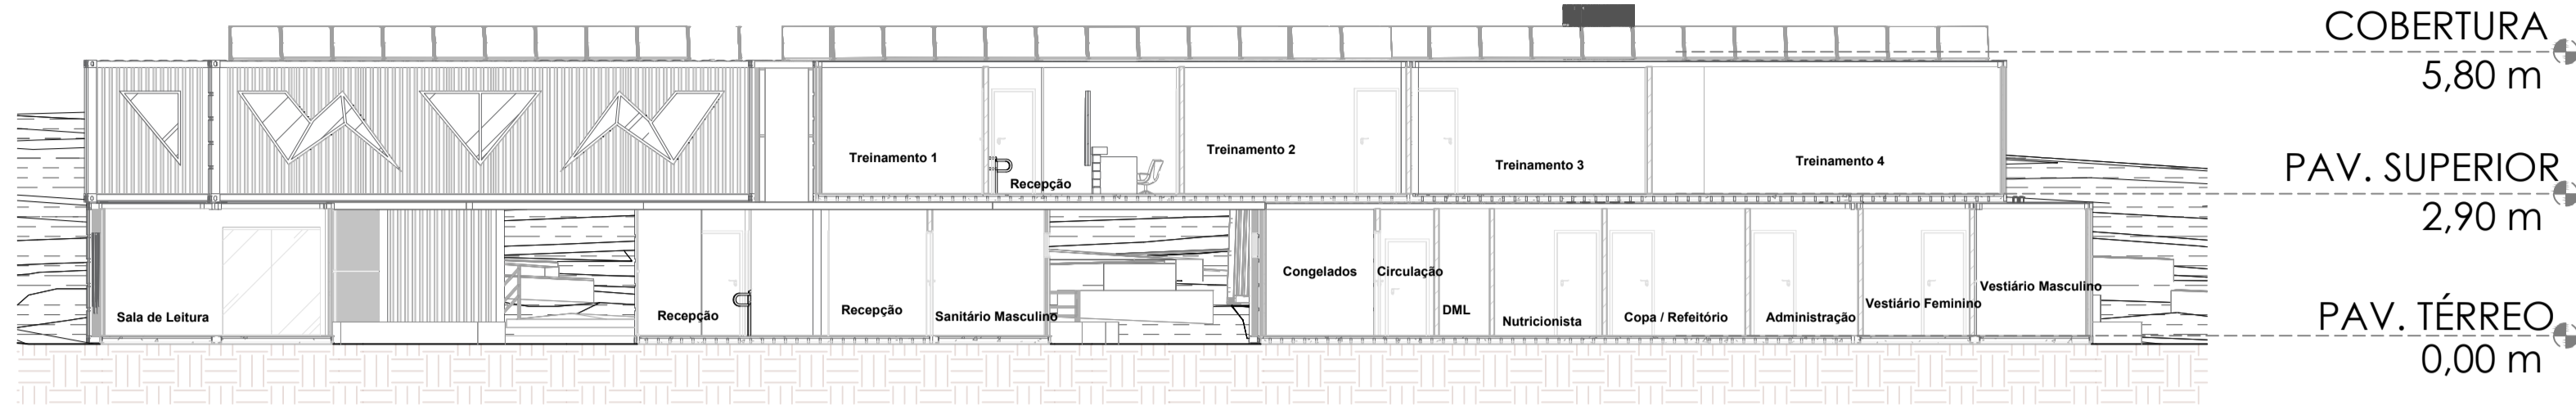 COBERTURA
5,80 m
Treinamento 1
Recepção
Treinamento 2
Treinamento 3
Treinamento 4
PAV. SUPERIOR
2,90 m
Sala de Leitura
Recepção
Recepção
Sanitário Masculino
Congelados
Circulação
DML
Nutricionista
Copa / Refeitório
Administração
Vestiário Feminino
Vestiário Masculino
PAV. TÉRREO
0,00 m